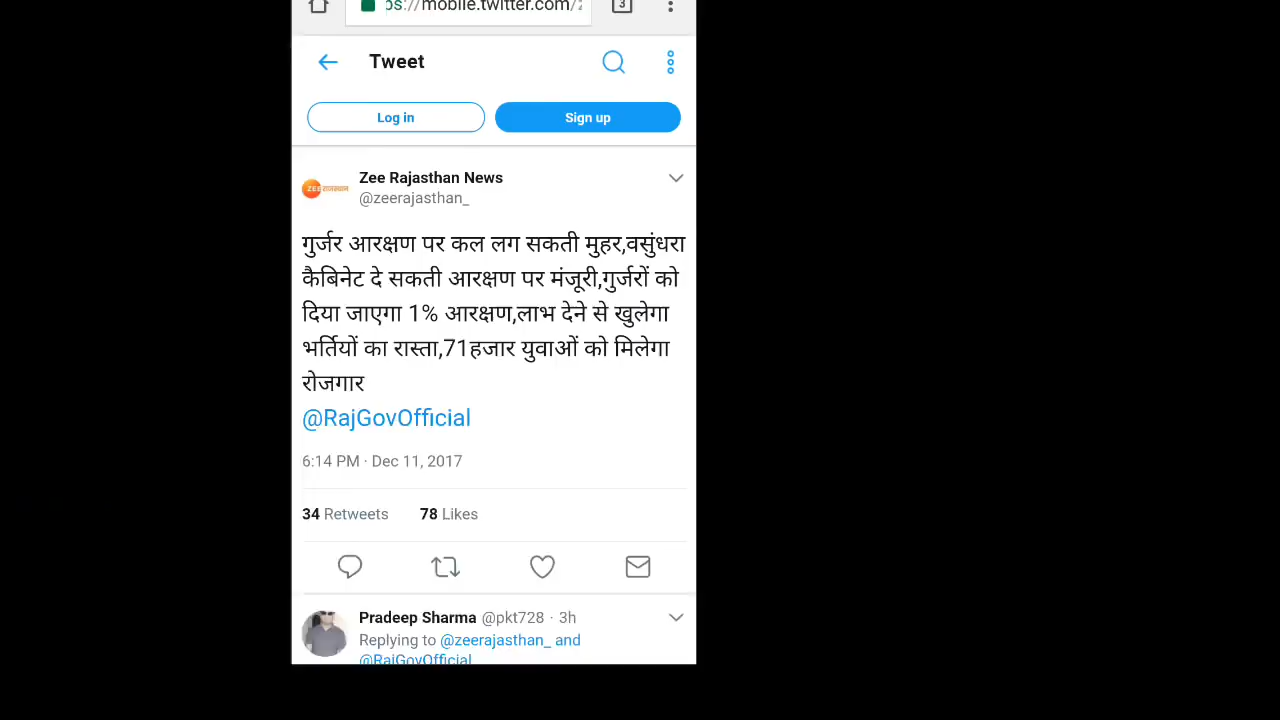 mobile.twitter.com/
3
Tweet
Log in
Sign up
ZEE राजस्थान
Zee Rajasthan News
@zeerajasthan_
गुर्जर आरक्षण पर कल लग सकती मुहर,वसुंधरा
कैबिनेट दे सकती आरक्षण पर मंजूरी,गुर्जरों को
दिया जाएगा 1% आरक्षण,लाभ देने से खुलेगा
भर्तियों का रास्ता,71हजार युवाओं को मिलेगा
रोजगार
@RajGovOfficial
6:14 PM · Dec 11, 2017
34 Retweets 78 Likes
Pradeep Sharma @pkt728 · 3h
Replying to @zeerajasthan_ and
@RajGovOfficial